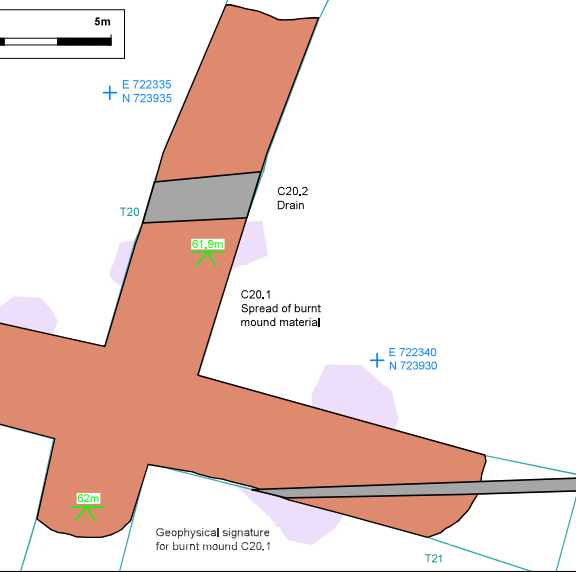 5m
E 722335
N 723935
C20.2
Drain
T20
61.9m
C20.1
Spread of burnt
mound material
E 722340
N 723930
62m
Geophysical signature
for burnt mound C20.1
T21